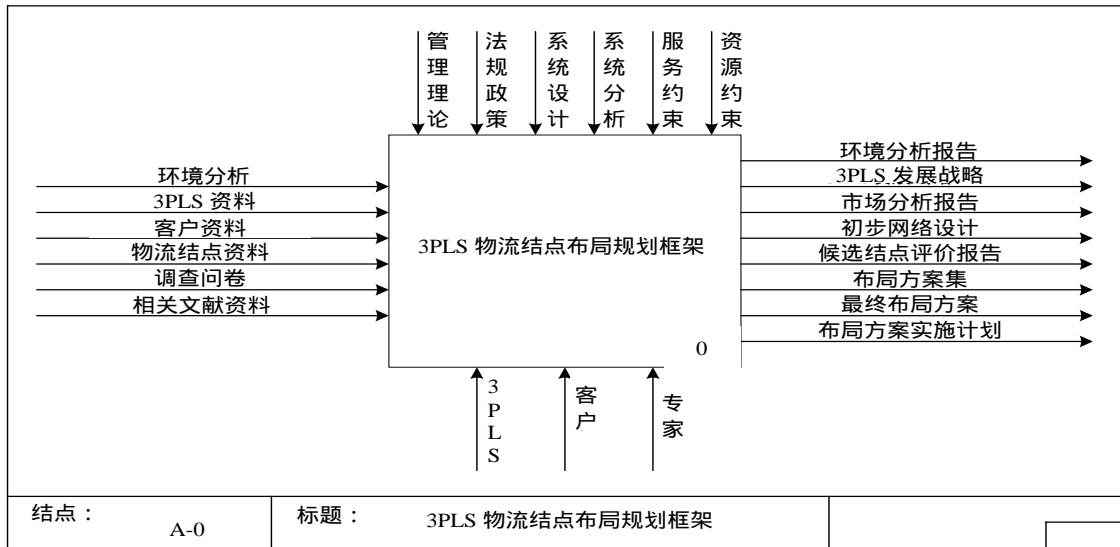 管理理论
法规政策
系统设计
系统分析
服务约束
资源约束
环境分析
3PLS 资料
客户资料
物流结点资料
调查问卷
相关文献资料
3PLS 物流结点布局规划框架
0
环境分析报告
3PLS 发展战略
市场分析报告
初步网络设计
候选结点评价报告
布局方案集
最终布局方案
布局方案实施计划
3PLS
客户
专家
结点：
A-0
标题：
3PLS 物流结点布局规划框架